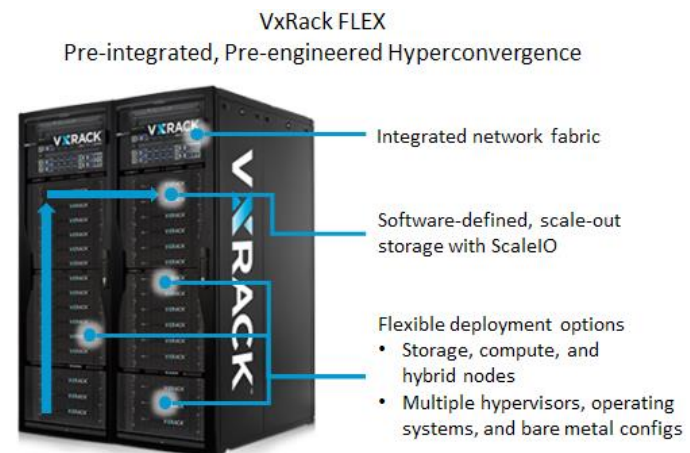 VxRack FLEX
Pre-integrated, Pre-engineered Hyperconvergence
VXRACK
VXRACK
VXRACK
Integrated network fabric
Software-defined, scale-out
storage with ScaleIO
Flexible deployment options
• Storage, compute, and
hybrid nodes
• Multiple hypervisors, operating
systems, and bare metal configs